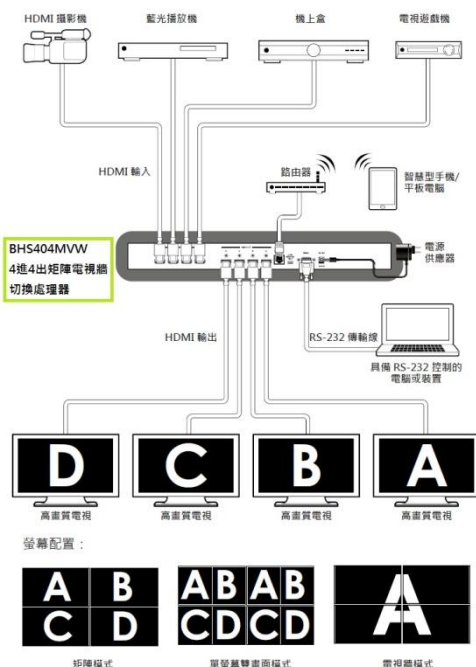 HDMI 攝影機
藍光播放機
機上盒
電視遊戲機
HDMI 輸入
路由器
智慧型手機/
平板電腦
BHS404MVW
4進4出矩陣電視牆
切換處理器
電源
供應器
HDMI 輸出
RS-232 傳輸線
具備 RS-232 控制的
電腦或裝置
D
C
B
A
高畫質電視
高畫質電視
高畫質電視
高畫質電視
螢幕配置：
A B
C D
AB AB
CD CD
A
矩陣模式
單螢幕雙畫面模式
電視牆模式